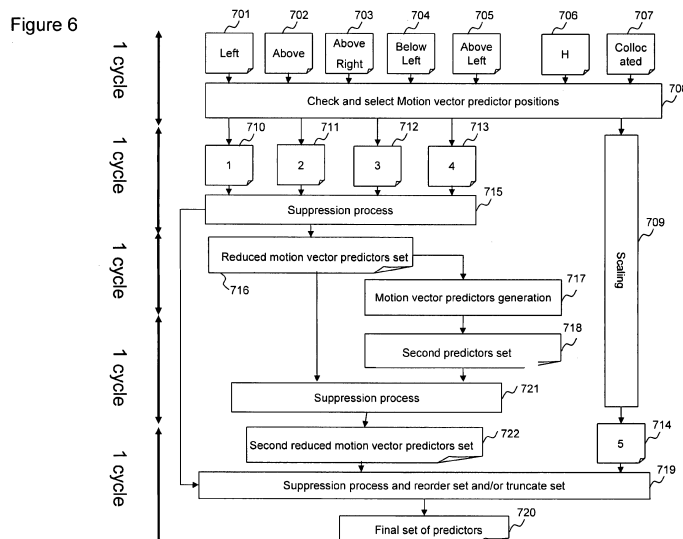 Figure 6
701
702
703
704
705
706
707
Left
Above
Above
Right
Below
Left
Above
Left
H
Colloc
ated
1 cycle
Check and select Motion vector predictor positions
708
710
711
712
713
1
2
3
4
1 cycle
715
Suppression process
709
Scaling
Reduced motion vector predictors set
716
1 cycle
717
Motion vector predictors generation
718
Second predictors set
1 cycle
721
Suppression process
714
5
722
Second reduced motion vector predictors set
1 cycle
719
Suppression process and reorder set and/or truncate set
720
Final set of predictors